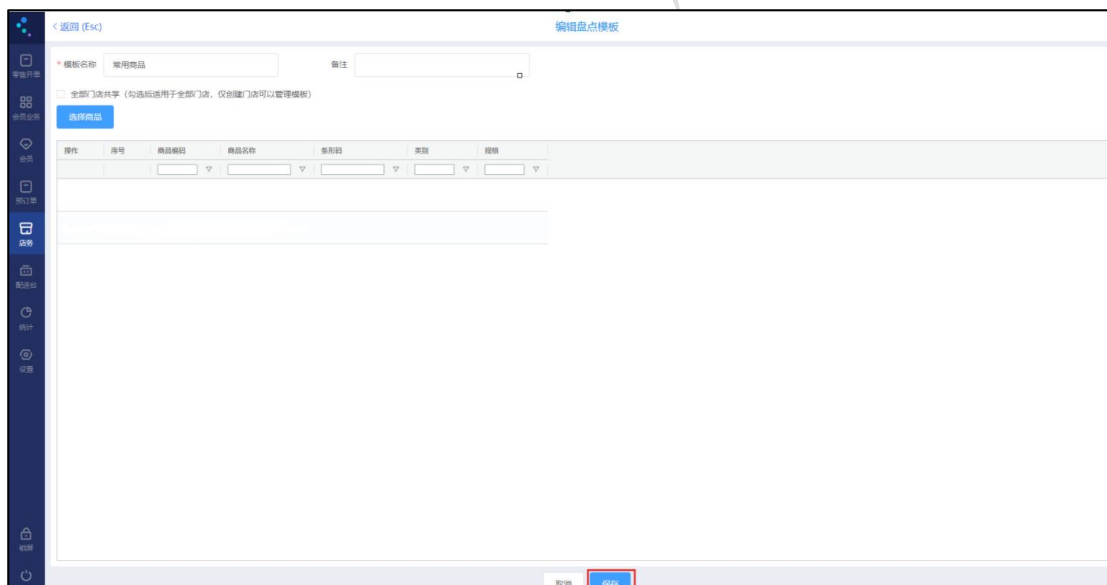 < 返回 (Esc)
编辑盘点模板
零售开单
会员业务
会员
预订单
店务
配送台
统计
设置
锁屏
* 模板名称
常用商品
备注
全部门店共享（勾选后适用于全部门店，仅创建门店可以管理模板）
选择商品
操作 序号 商品编码 商品名称 条形码 类别 规格
取消 保存